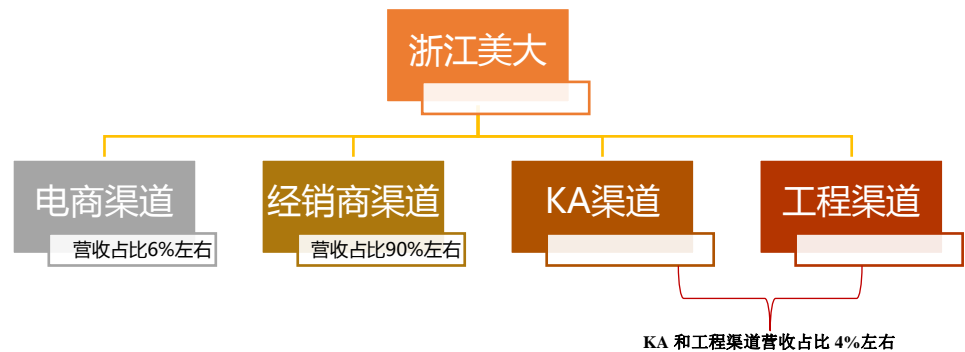 浙江美大
电商渠道
营收占比6%左右
经销商渠道
营收占比90%左右
KA渠道
工程渠道
KA 和工程渠道营收占比 4%左右